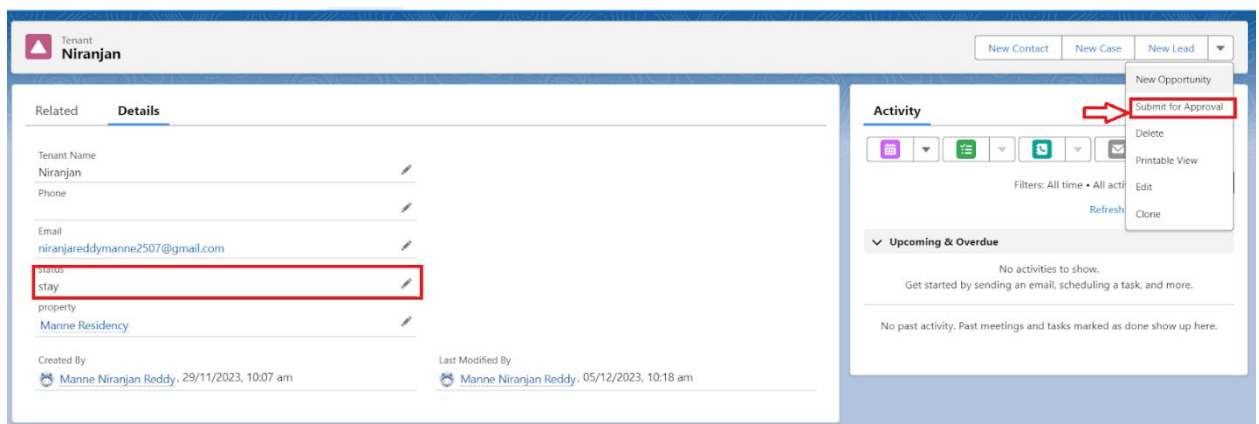 Tenant
Niranjan
New Contact
New Case
New Lead
New Opportunity
Submit for Approval
Delete
Printable View
Edit
Clone
Related
Details
Tenant Name
Niranjan
Phone
Email
niranjareddymanne2507@gmail.com
status
stay
property
Manne Residency
Created By
Manne Niranjan Reddy, 29/11/2023, 10:07 am
Last Modified By
Manne Niranjan Reddy, 05/12/2023, 10:18 am
Activity
Filters: All time • All
Refresh
Upcoming & Overdue
No activities to show.
Get started by sending an email, scheduling a task, and more.
No past activity. Past meetings and tasks marked as done show up here.